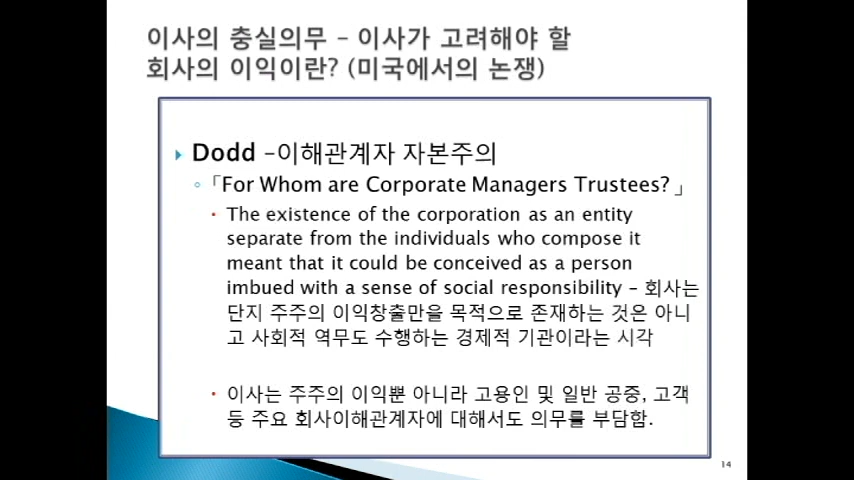 이사의 충실의무 - 이사가 고려해야 할
회사의 이익이란? (미국에서의 논쟁)
Dodd -이해관계자 자본주의
「For Whom are Corporate Managers Trustees?」
The existence of the corporation as an entity
separate from the individuals who compose it
meant that it could be conceived as a person
imbued with a sense of social responsibility - 회사는
단지 주주의 이익창출만을 목적으로 존재하는 것은 아니
고 사회적 역무도 수행하는 경제적 기관이라는 시각
이사는 주주의 이익뿐 아니라 고용인 및 일반 공중, 고객
등 주요 회사이해관계자에 대해서도 의무를 부담함.
14